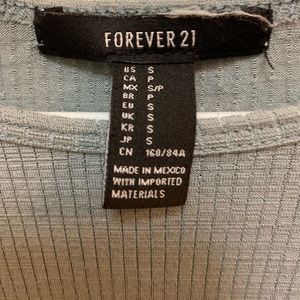 FOREVER 21
US S
CA P
MX S/P
BR P
EU S
UK S
KR S
JP S
CN 160/84A
MADE IN MEXICO
WITH IMPORTED
MATERIALS